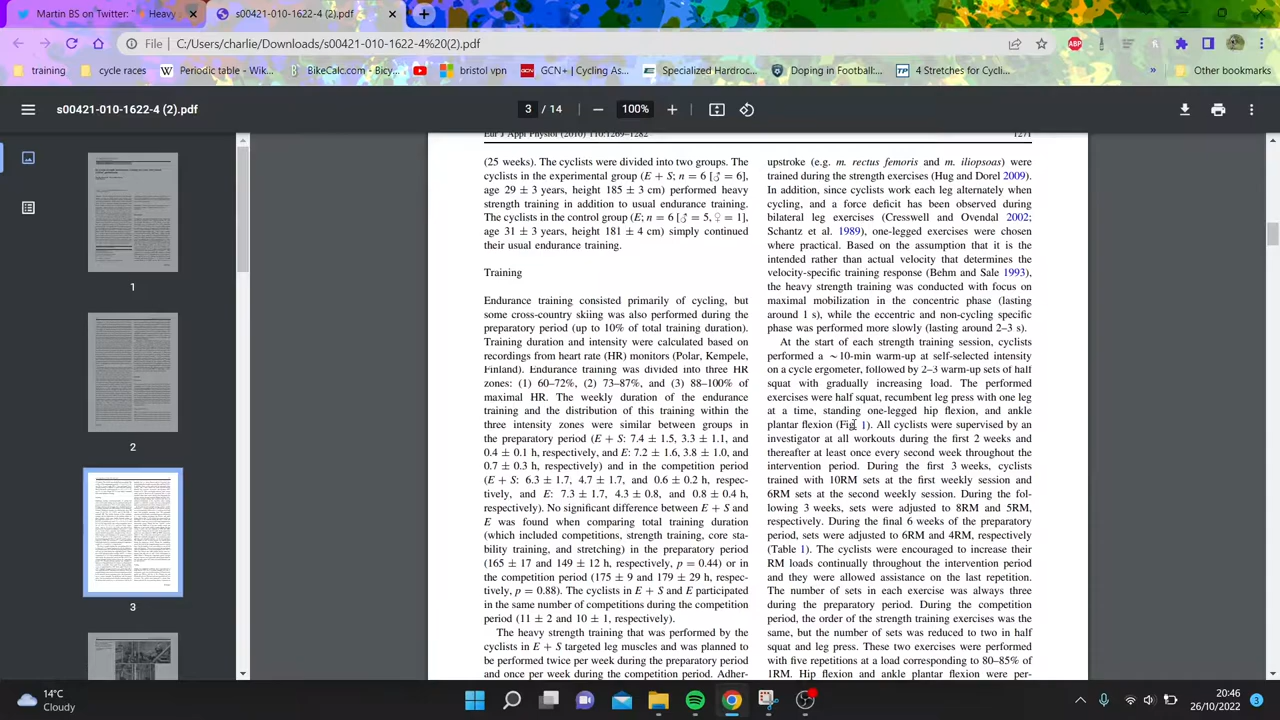 Martin BS - YouTube " | Heavy s
s00421-010-1622-4 (2).pdf
File | C:/Users/charlie/Downloads/s00421-010-1622-4%20(2).pdf
ABP
training
cycle races
Periodic table - Wik...
BikeCalc.com - Bicy...
bristol vpn
GCN+ | Cycling As...
Specialized Hardroc...
Doping in Football:...
4 Stretches for Cycli...
»
Other bookmarks
s00421-010-1622-4 (2).pdf
3 / 14
100%
1
2
3
Eur J Appl Physiol (2010) 110:1269–1282
1271
(25 weeks). The cyclists were divided into two groups. The
cyclists in the experimental group (E + S; n = 6 [♂ = 6],
age 29 ± 3 years, height 185 ± 3 cm) performed heavy
strength training in addition to usual endurance training.
The cyclists in the control group (E; n = 6 [♂ = 5, ♀ = 1],
age 31 ± 3 years, height 181 ± 4 cm) simply continued
their usual endurance training.
Training
Endurance training consisted primarily of cycling, but
some cross-country skiing was also performed during the
preparatory period (up to 10% of total training duration).
Training duration and intensity were calculated based on
recordings from heart rate (HR) monitors (Polar, Kempele,
Finland). Endurance training was divided into three HR
zones: (1) 60–72%, (2) 73–87%, and (3) 88–100% of
maximal HR. The weekly duration of the endurance
training and the distribution of this training within the
three intensity zones were similar between groups in
the preparatory period (E + S: 7.4 ± 1.5, 3.3 ± 1.1, and
0.4 ± 0.1 h, respectively, and E: 7.2 ± 1.6, 3.8 ± 1.0, and
0.7 ± 0.3 h, respectively) and in the competition period
(E + S: and 0.6 ± 0.2 h, respec-
tively, and E: 4.3 ± 0.8, and 0.8 ± 0.4 h,
respectively). No significant difference between E + S and
E was found when comparing total training duration
(which included competitions, strength training, core sta-
bility training, and stretching) in the preparatory period
(165 ± 17 and 149 ± 12 h, respectively, p = 0.44) or in
the competition period (173 ± 9 and 179 ± 29 h, respec-
tively, p = 0.88). The cyclists in E + S and E participated
in the same number of competitions during the competition
period (11 ± 2 and 10 ± 1, respectively).
The heavy strength training that was performed by the
cyclists in E + S targeted leg muscles and was planned to
be performed twice per week during the preparatory period
and once per week during the competition period. Adher-
upstroke (e.g. m. rectus femoris and m. iliopsoas) were
trained during the strength exercises (Hug and Dorel 2009).
In addition, since cyclists work each leg alternately when
cycling, and a force deficit has been observed during
bilateral leg exercises (Cresswell and Ovendal 2002;
Schantz et al. 1989), one-legged exercises were chosen
where practical. Based on the assumption that it is the
intended rather than actual velocity that determines the
velocity-specific training response (Behm and Sale 1993),
the heavy strength training was conducted with focus on
maximal mobilization in the concentric phase (lasting
around 1 s), while the eccentric and non-cycling specific
phase was performed more slowly (lasting around 2–3 s).
At the start of each strength training session, cyclists
performed a ~10-min warm-up at self-selected intensity
on a cycle ergometer, followed by 2–3 warm-up sets of half
squat with gradually increasing load. The performed
exercises were half squat, recumbent leg press with one leg
at a time, standing one-legged hip flexion, and ankle
plantar flexion (Fig. 1). All cyclists were supervised by an
investigator at all workouts during the first 2 weeks and
thereafter at least once every second week throughout the
intervention period. During the first 3 weeks, cyclists
trained with 10RM sets at the first weekly session and
6RM sets at the second weekly session. During the fol-
lowing 3 weeks, sets were adjusted to 8RM and 5RM,
respectively. During the final 6 weeks of the preparatory
period, sets were adjusted to 6RM and 4RM, respectively
(Table 1). The cyclists were encouraged to increase their
RM loads continually throughout the intervention period
and they were allowed assistance on the last repetition.
The number of sets in each exercise was always three
during the preparatory period. During the competition
period, the order of the strength training exercises was the
same, but the number of sets was reduced to two in half
squat and leg press. These two exercises were performed
with five repetitions at a load corresponding to 80–85% of
1RM. Hip flexion and ankle plantar flexion were per-
14°C
Cloudy
20:46
26/10/2022
3